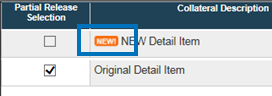 Partial Release Selection
Collateral Description
NEW! NEW Detail Item
Original Detail Item